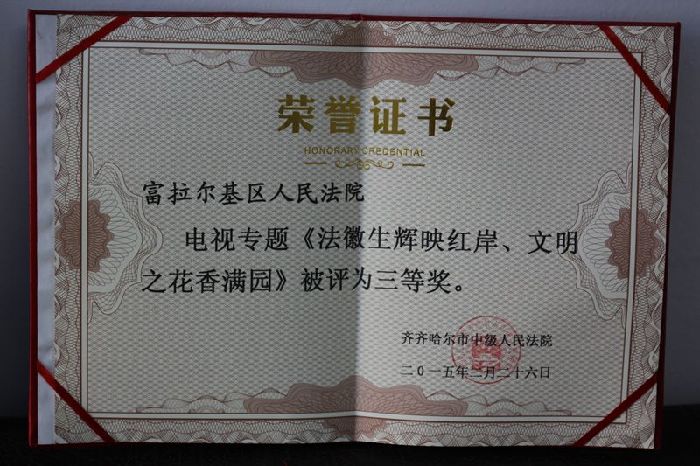 荣誉证书
HONORARY CREDENTIAL
富拉尔基区人民法院
电视专题《法徽生辉映红岸、文明
之花香满园》被评为三等奖。
齐齐哈尔市中级人民法院
二0一五年二月二十六日